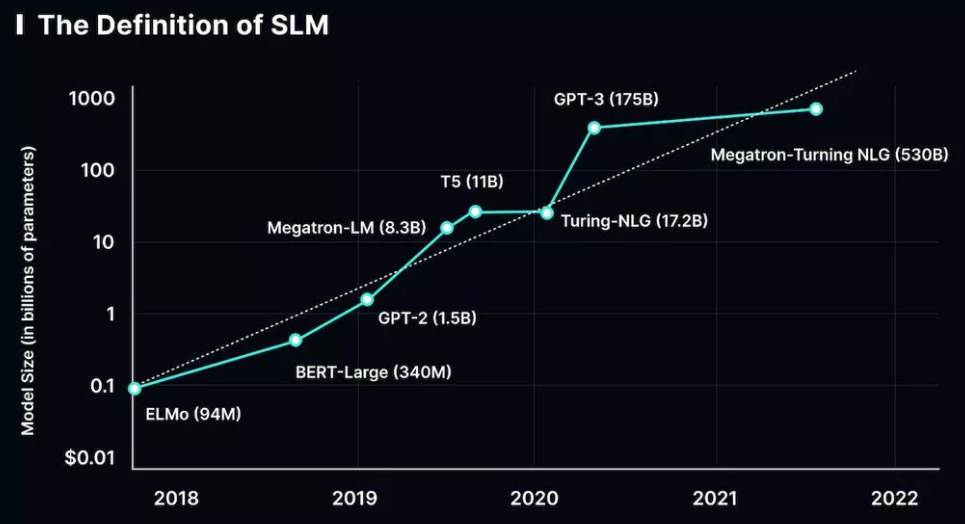 The Definition of SLM
Model Size (in billions of parameters)
1000
100
10
1
0.1
$0.01
GPT-3 (175B)
Megatron-Turning NLG (530B)
T5 (11B)
Megatron-LM (8.3B)
Turing-NLG (17.2B)
GPT-2 (1.5B)
BERT-Large (340M)
ELMo (94M)
2018
2019
2020
2021
2022